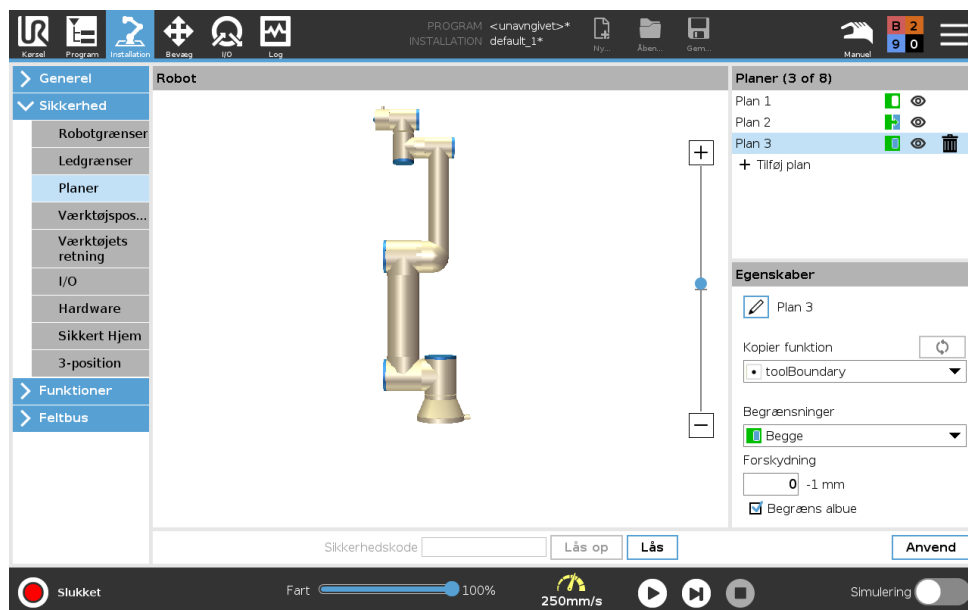 PROGRAM <unavngivet>*
INSTALLATION default_1*
Kørsel Program Installation Bevæg I/O Log Ny... Åben... Gem... Manuel
B 2
9 0
Generel
Sikkerhed
Robotgrænser
Ledgrænser
Planer
Værktøjspos...
Værktøjets
retning
I/O
Hardware
Sikkert Hjem
3-position
Funktioner
Feltbus
Robot
Planer (3 of 8)
Plan 1
Plan 2
Plan 3
+ Tilføj plan
Egenskaber
Plan 3
Kopier funktion
toolBoundary
Begrænsninger
Begge
Forskydning
0 -1 mm
Begræns albue
Sikkerhedskode Lås op Lås Anvend
Slukket Fart 100% 250mm/s Simulering